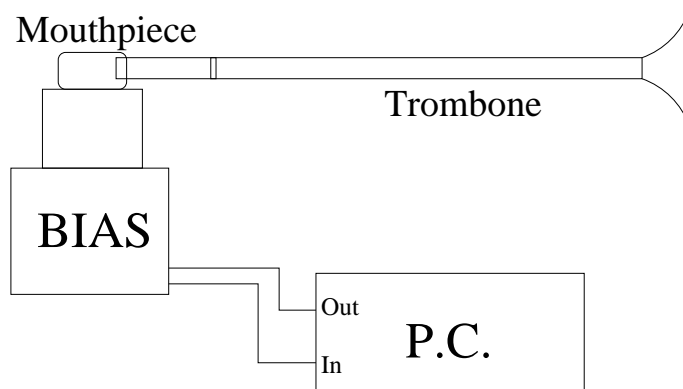 Mouthpiece
Trombone
BIAS
Out
P.C.
In